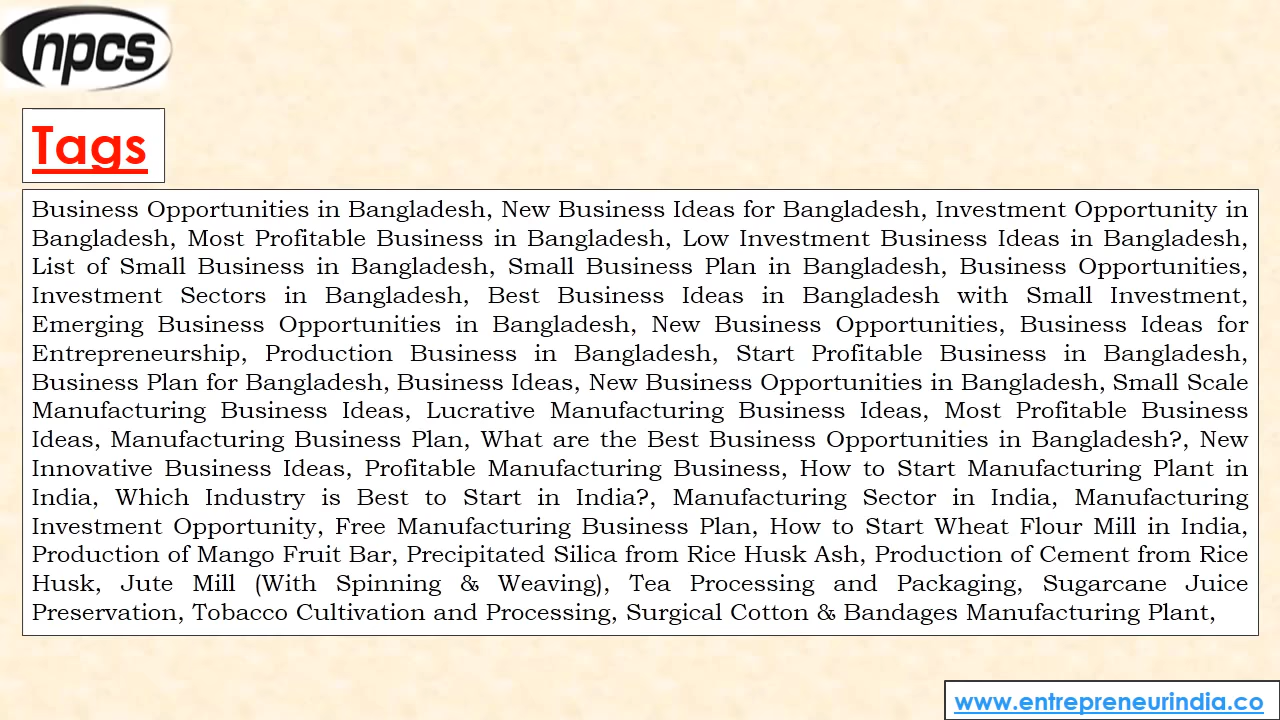 npcs
Tags
Business Opportunities in Bangladesh, New Business Ideas for Bangladesh, Investment Opportunity in
Bangladesh, Most Profitable Business in Bangladesh, Low Investment Business Ideas in Bangladesh,
List of Small Business in Bangladesh, Small Business Plan in Bangladesh, Business Opportunities,
Investment Sectors in Bangladesh, Best Business Ideas in Bangladesh with Small Investment,
Emerging Business Opportunities in Bangladesh, New Business Opportunities, Business Ideas for
Entrepreneurship, Production Business in Bangladesh, Start Profitable Business in Bangladesh,
Business Plan for Bangladesh, Business Ideas, New Business Opportunities in Bangladesh, Small Scale
Manufacturing Business Ideas, Lucrative Manufacturing Business Ideas, Most Profitable Business
Ideas, Manufacturing Business Plan, What are the Best Business Opportunities in Bangladesh?, New
Innovative Business Ideas, Profitable Manufacturing Business, How to Start Manufacturing Plant in
India, Which Industry is Best to Start in India?, Manufacturing Sector in India, Manufacturing
Investment Opportunity, Free Manufacturing Business Plan, How to Start Wheat Flour Mill in India,
Production of Mango Fruit Bar, Precipitated Silica from Rice Husk Ash, Production of Cement from Rice
Husk, Jute Mill (With Spinning & Weaving), Tea Processing and Packaging, Sugarcane Juice
Preservation, Tobacco Cultivation and Processing, Surgical Cotton & Bandages Manufacturing Plant,
www.entrepreneurindia.co